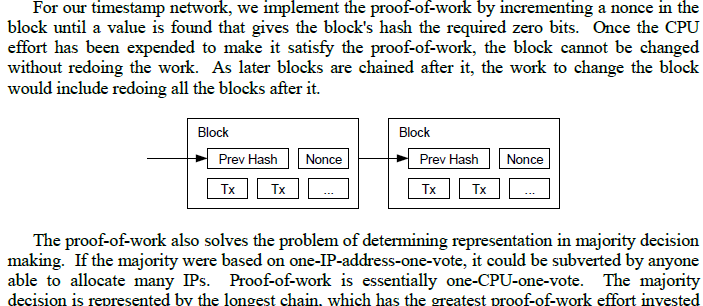 For our timestamp network, we implement the proof-of-work by incrementing a nonce in the
block until a value is found that gives the block's hash the required zero bits. Once the CPU
effort has been expended to make it satisfy the proof-of-work, the block cannot be changed
without redoing the work. As later blocks are chained after it, the work to change the block
would include redoing all the blocks after it.
Block Block
Prev Hash Nonce Prev Hash Nonce
Tx Tx ... Tx Tx ...
The proof-of-work also solves the problem of determining representation in majority decision
making. If the majority were based on one-IP-address-one-vote, it could be subverted by anyone
able to allocate many IPs. Proof-of-work is essentially one-CPU-one-vote. The majority
decision is represented by the longest chain, which has the greatest proof-of-work effort invested